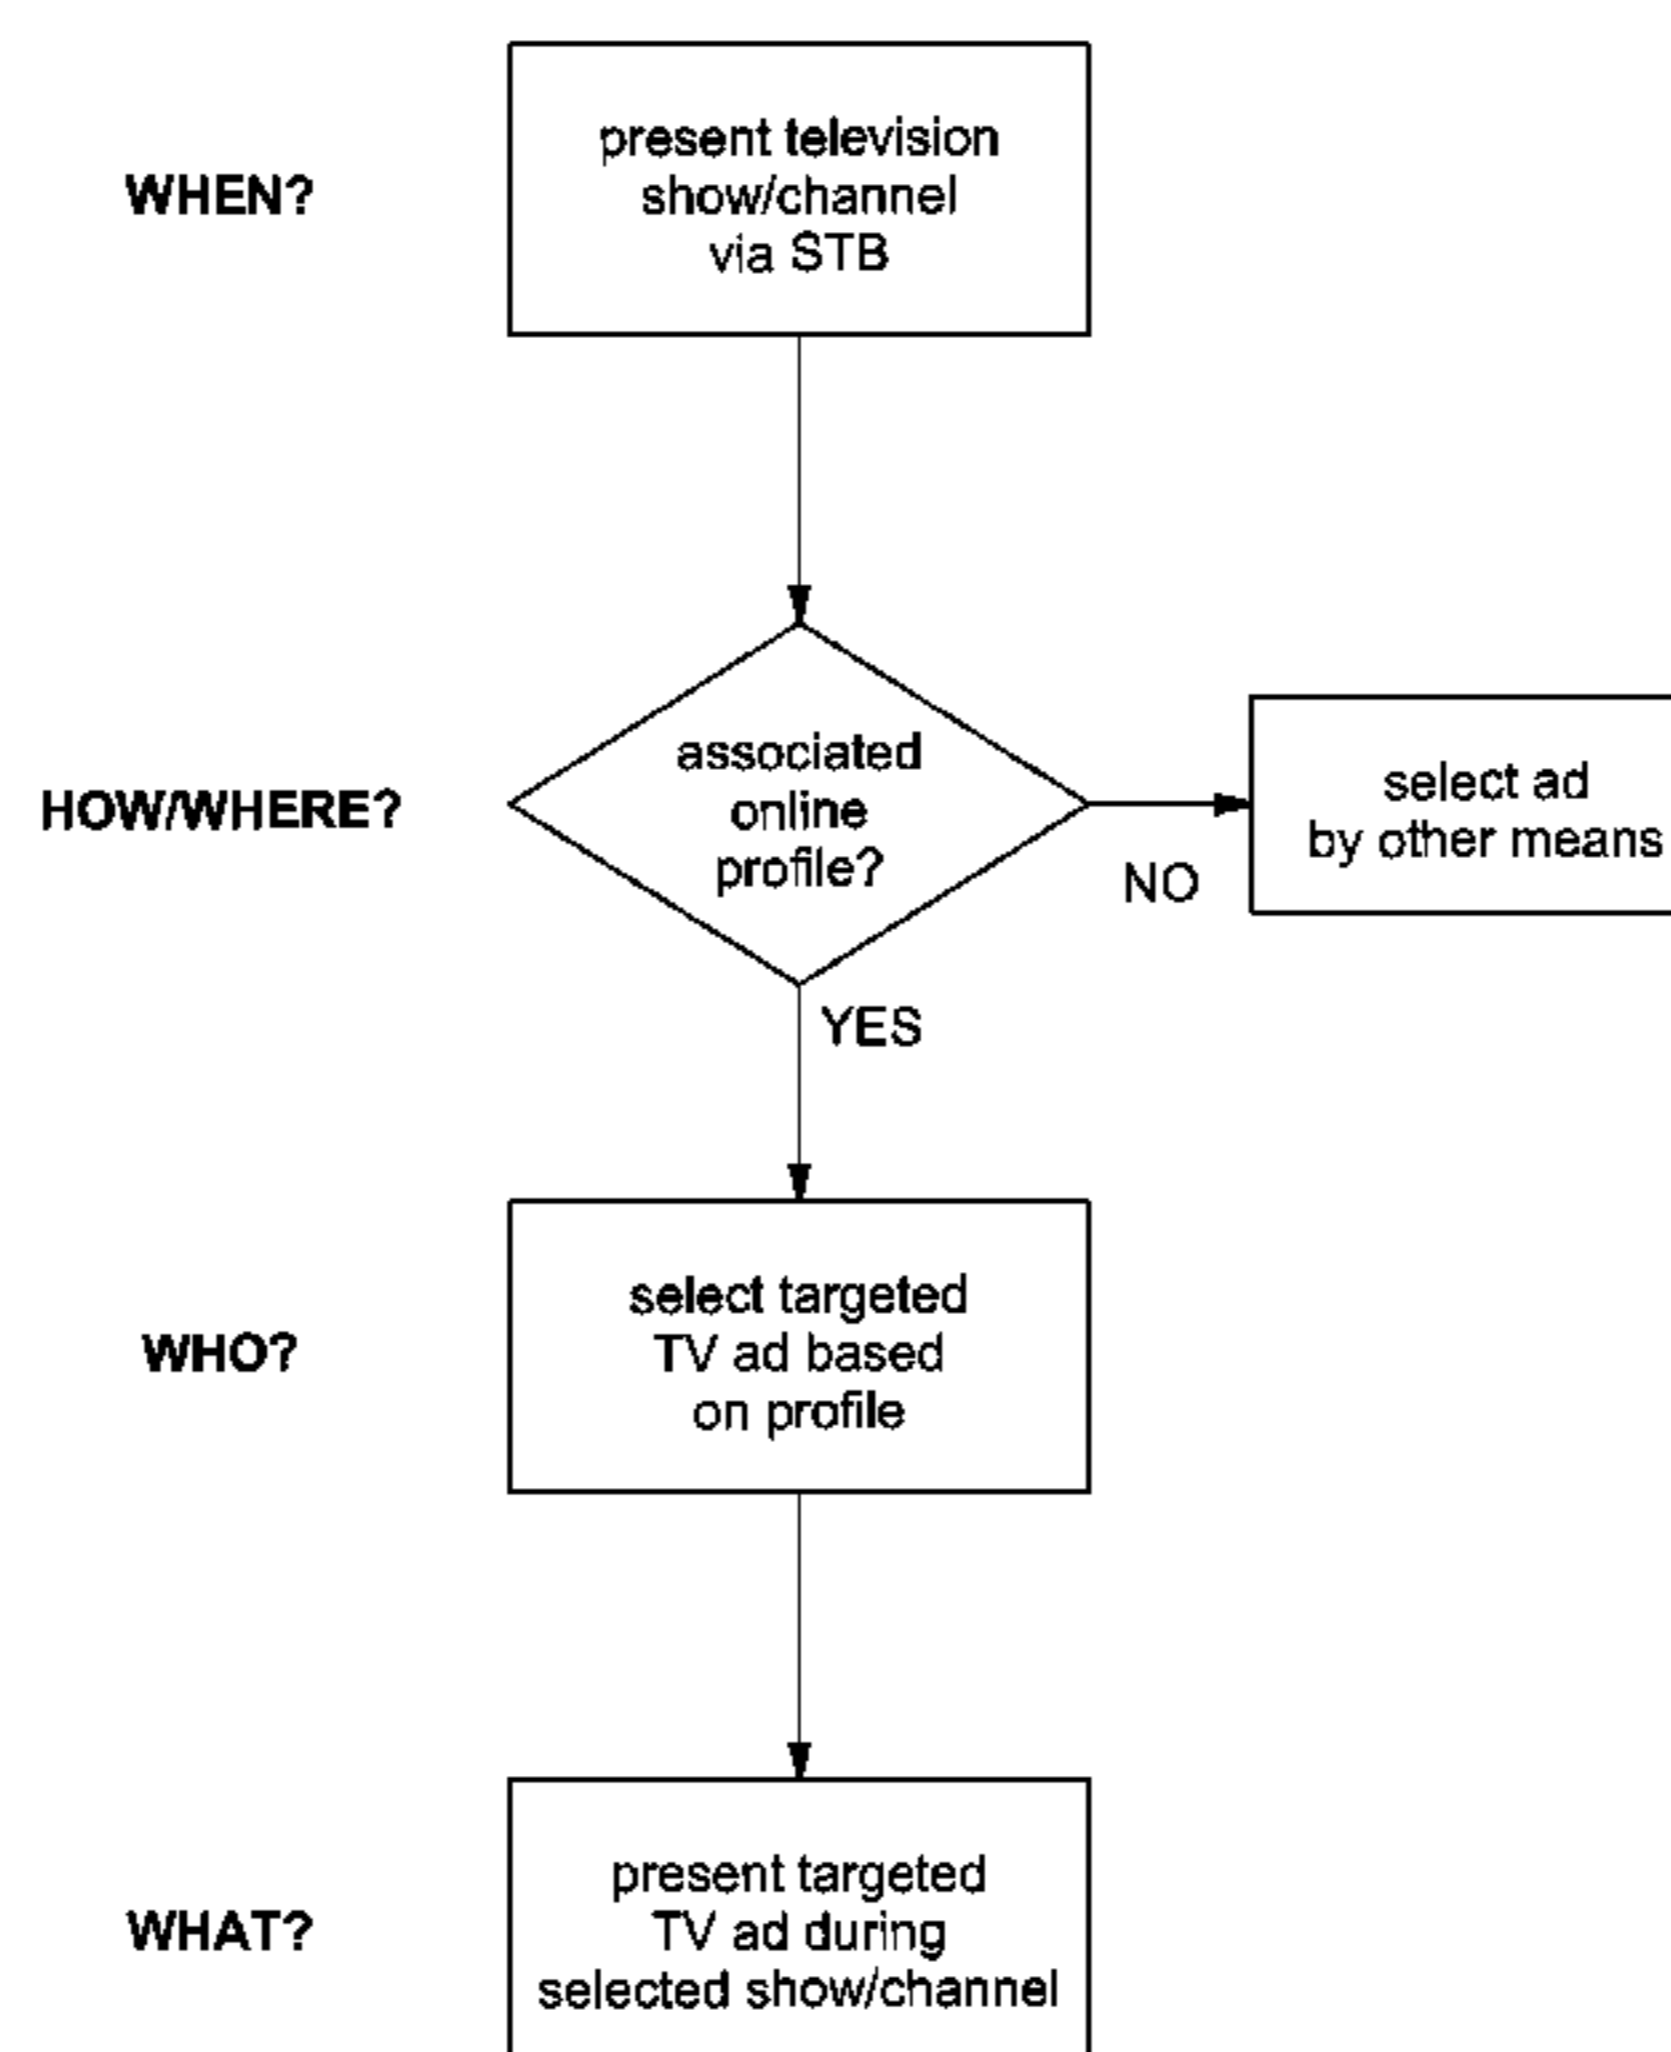 WHEN?
present television
show/channel
via STB
HOW/WHERE?
associated
online
profile?
NO
select ad
by other means
YES
WHO?
select targeted
TV ad based
on profile
WHAT?
present targeted
TV ad during
selected show/channel